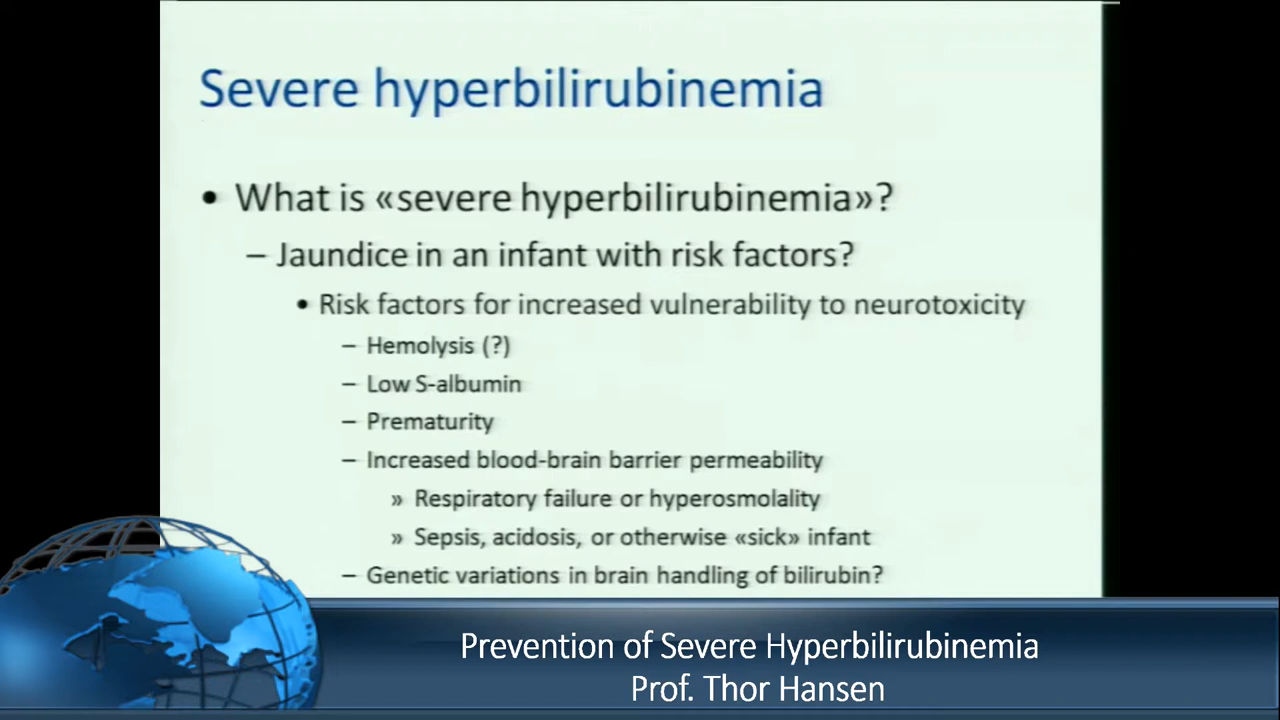 Severe hyperbilirubinemia
• What is «severe hyperbilirubinemia»?
– Jaundice in an infant with risk factors?
• Risk factors for increased vulnerability to neurotoxicity
– Hemolysis (?)
– Low S-albumin
– Prematurity
– Increased blood-brain barrier permeability
» Respiratory failure or hyperosmolality
» Sepsis, acidosis, or otherwise «sick» infant
– Genetic variations in brain handling of bilirubin?
Prevention of Severe Hyperbilirubinemia
Prof. Thor Hansen